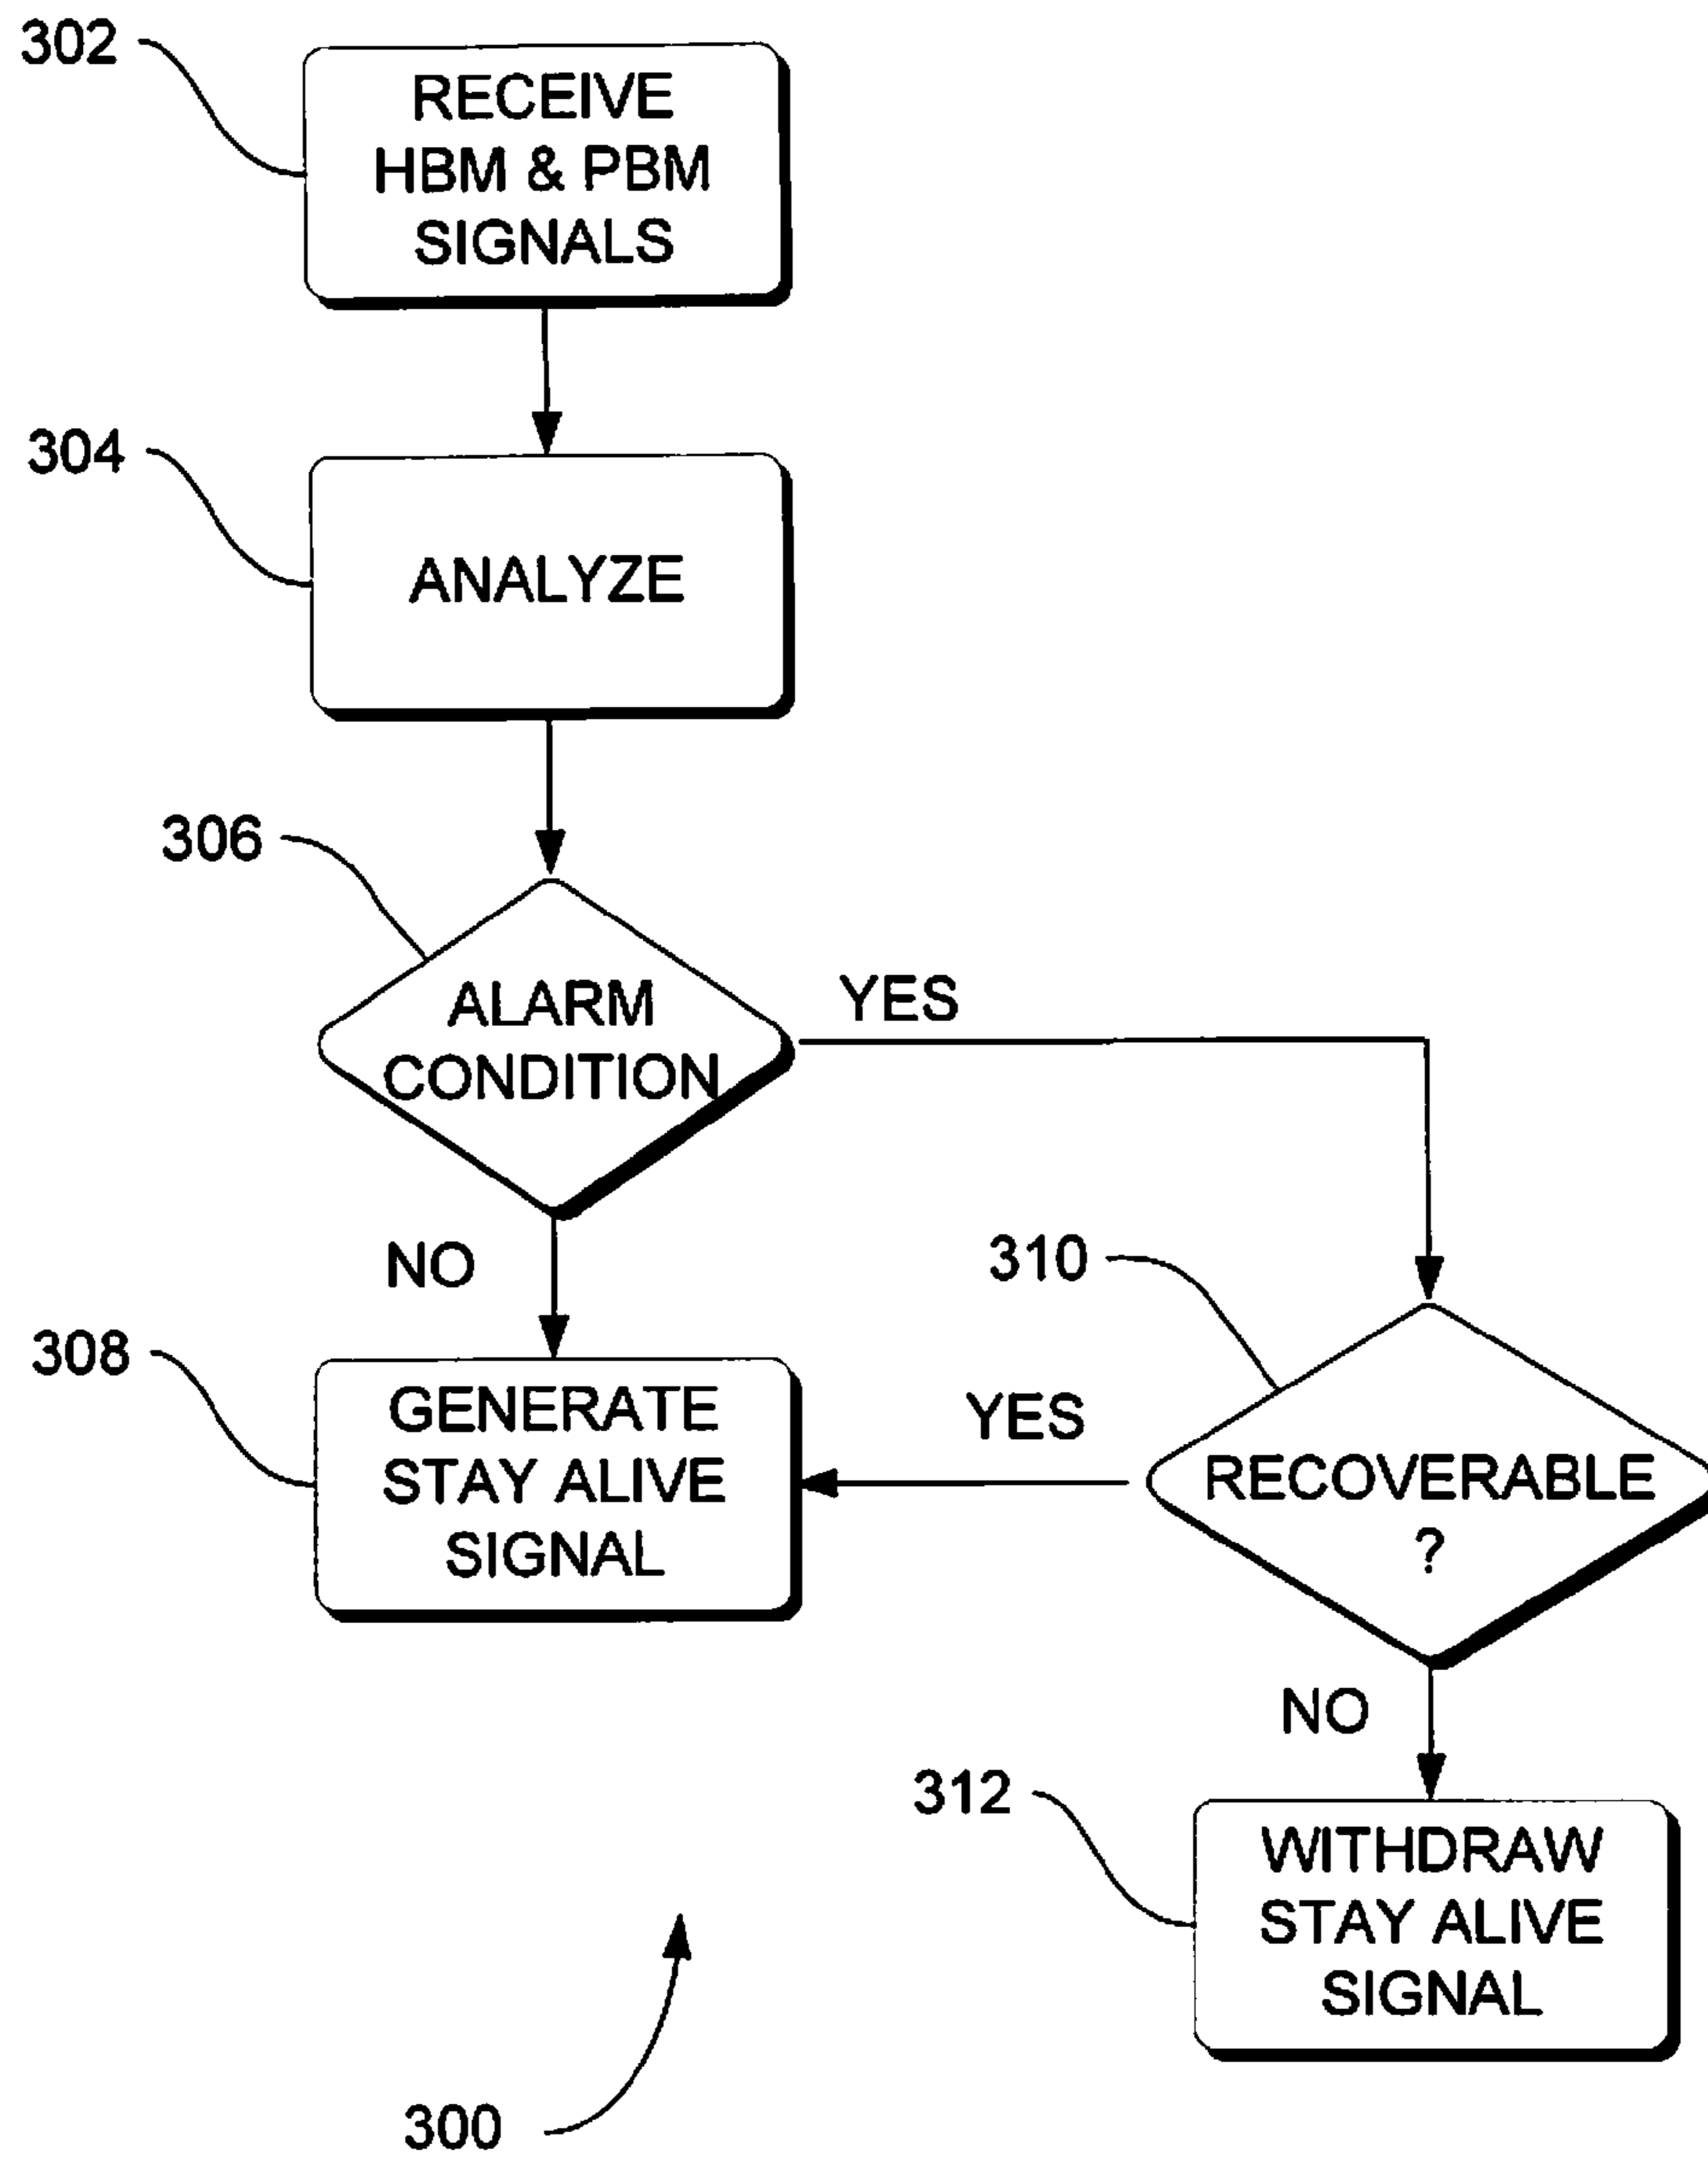 302
RECEIVE
HBM & PBM
SIGNALS
304
ANALYZE
306
ALARM
CONDITION
YES
NO
308
GENERATE
STAY ALIVE
SIGNAL
310
YES
RECOVERABLE
?
NO
312
WITHDRAW
STAY ALIVE
SIGNAL
300